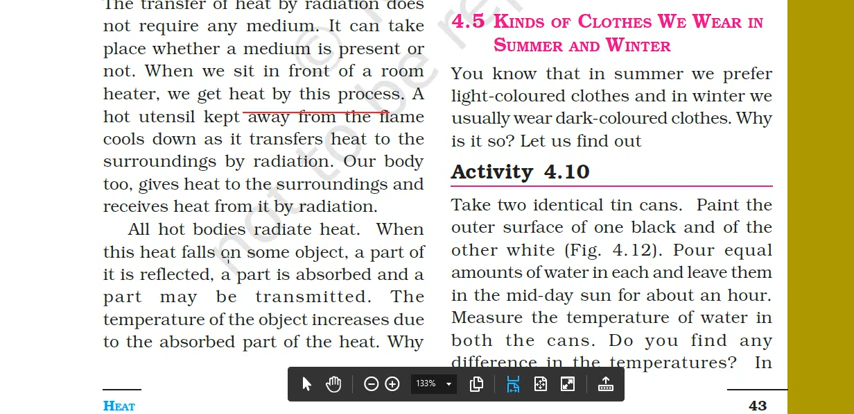 The transfer of heat by radiation does
not require any medium. It can take
place whether a medium is present or
not. When we sit in front of a room
heater, we get heat by this process. A
hot utensil kept away from the flame
cools down as it transfers heat to the
surroundings by radiation. Our body
too, gives heat to the surroundings and
receives heat from it by radiation.
All hot bodies radiate heat. When
this heat falls on some object, a part of
it is reflected, a part is absorbed and a
part may be transmitted. The
temperature of the object increases due
to the absorbed part of the heat. Why
HEAT
4.5 KINDS OF CLOTHES WE WEAR IN
SUMMER AND WINTER
You know that in summer we prefer
light-coloured clothes and in winter we
usually wear dark-coloured clothes. Why
is it so? Let us find out
Activity 4.10
Take two identical tin cans. Paint the
outer surface of one black and of the
other white (Fig. 4.12). Pour equal
amounts of water in each and leave them
in the mid-day sun for about an hour.
Measure the temperature of water in
both the cans. Do you find any
difference in the temperatures? In
133%
43
©
not to be re